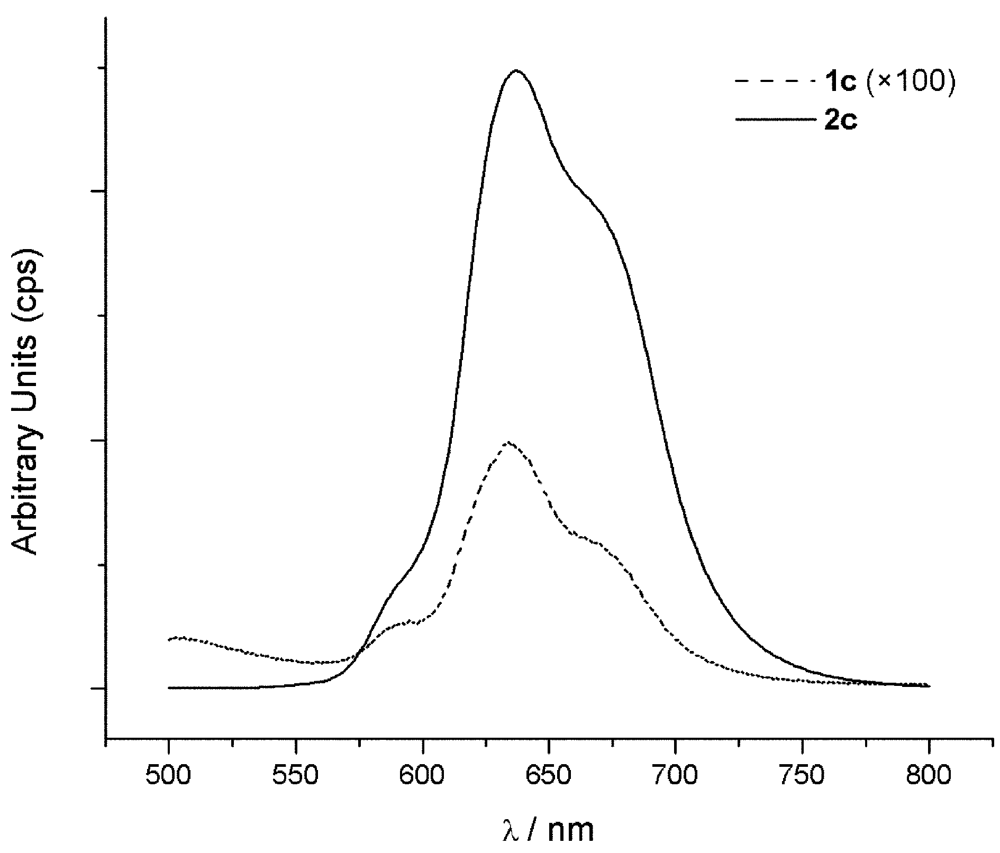 1c (×100)
2c
Arbitrary Units (cps)
500 550 600 650 700 750 800
λ / nm